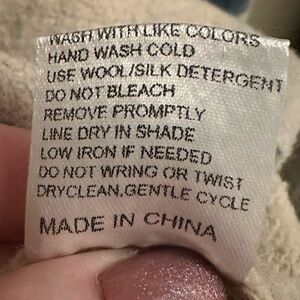 WASH WITH LIKE COLORS
HAND WASH COLD
USE WOOL/SILK DETERGENT
DO NOT BLEACH
REMOVE PROMPTLY
LINE DRY IN SHADE
LOW IRON IF NEEDED
DO NOT WRING OR TWIST
DRYCLEAN,GENTLE CYCLE
MADE IN CHINA